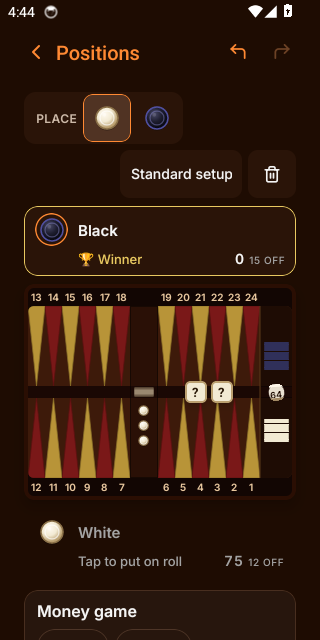 4:44
Positions
PLACE
Standard setup
Black
🏆 Winner 0 15 OFF
13 14 15 16 17 18 19 20 21 22 23 24
? ?
64
12 11 10 9 8 7 6 5 4 3 2 1
White
Tap to put on roll 75 12 OFF
Money game